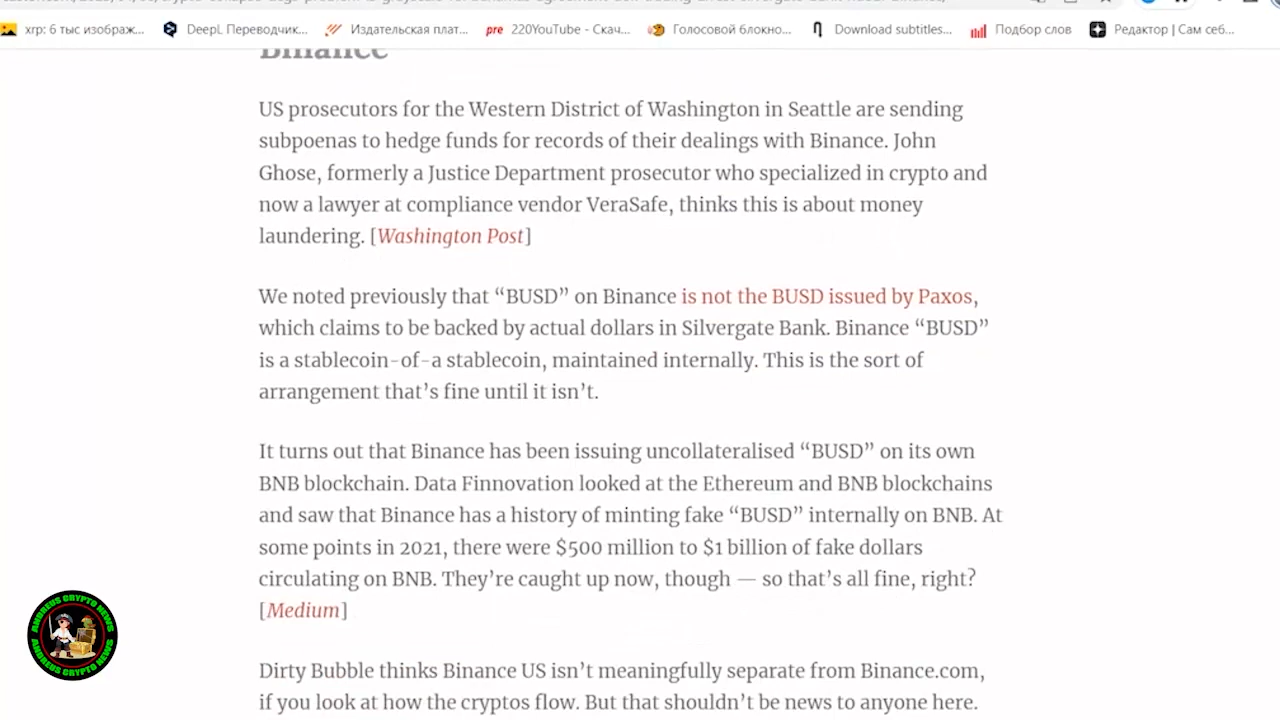 xrp: 6 тыс изображ...
DeepL Переводчик...
Издательская плат...
pre 220YouTube - Скач...
Голосовой блокно...
Download subtitles...
Подбор слов
Редактор | Сам себ...
Binance
US prosecutors for the Western District of Washington in Seattle are sending
subpoenas to hedge funds for records of their dealings with Binance. John
Ghose, formerly a Justice Department prosecutor who specialized in crypto and
now a lawyer at compliance vendor VeraSafe, thinks this is about money
laundering. [Washington Post]
We noted previously that “BUSD” on Binance is not the BUSD issued by Paxos,
which claims to be backed by actual dollars in Silvergate Bank. Binance “BUSD”
is a stablecoin-of-a stablecoin, maintained internally. This is the sort of
arrangement that’s fine until it isn’t.
It turns out that Binance has been issuing uncollateralised “BUSD” on its own
BNB blockchain. Data Finnovation looked at the Ethereum and BNB blockchains
and saw that Binance has a history of minting fake “BUSD” internally on BNB. At
some points in 2021, there were $500 million to $1 billion of fake dollars
circulating on BNB. They’re caught up now, though — so that’s all fine, right?
[Medium]
Dirty Bubble thinks Binance US isn’t meaningfully separate from Binance.com,
if you look at how the cryptos flow. But that shouldn’t be news to anyone here.
ANDREUS CRYPTO NEWS
ANDREUS CRYPTO NEWS